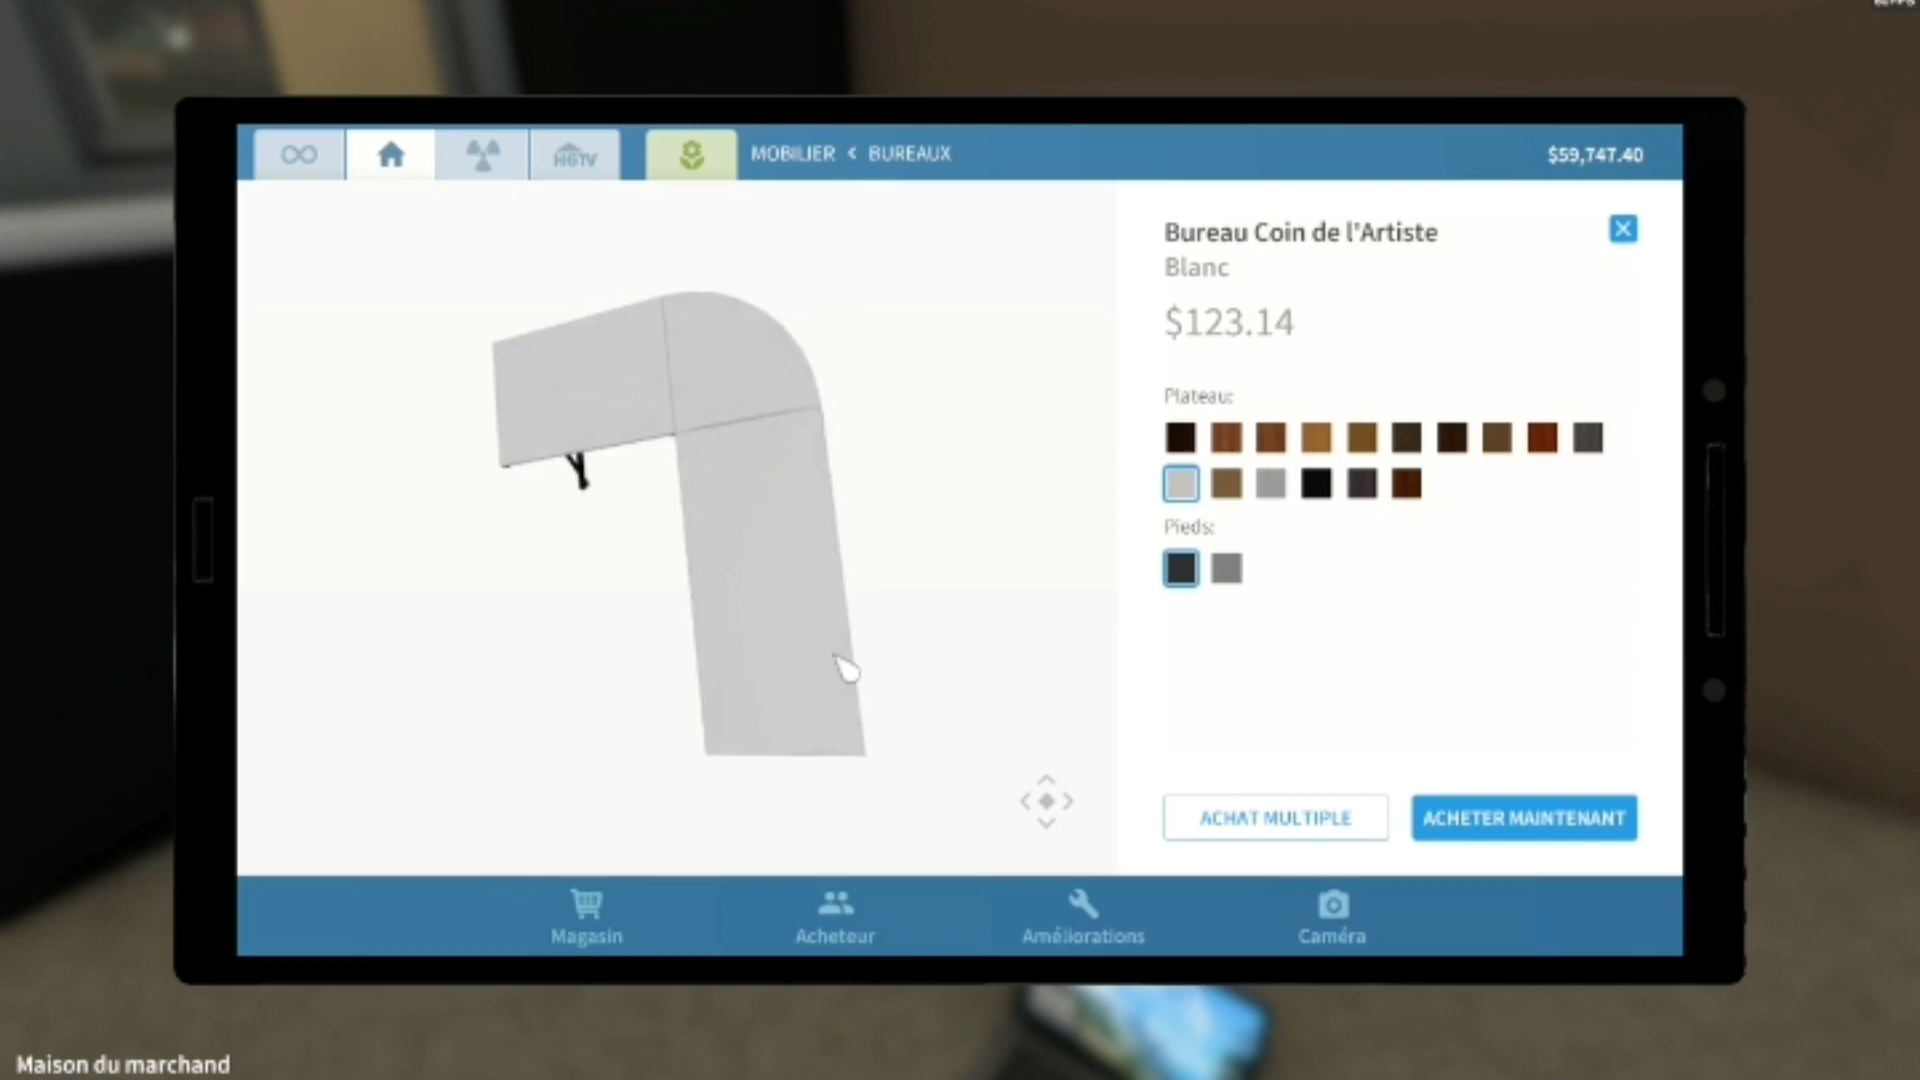 HGTV
MOBILIER < BUREAUX
$59,747.40
Bureau Coin de l'Artiste
Blanc
$123.14
Plateau:
Pieds:
ACHAT MULTIPLE
ACHETER MAINTENANT
Magasin
Acheteur
Améliorations
Caméra
Maison du marchand